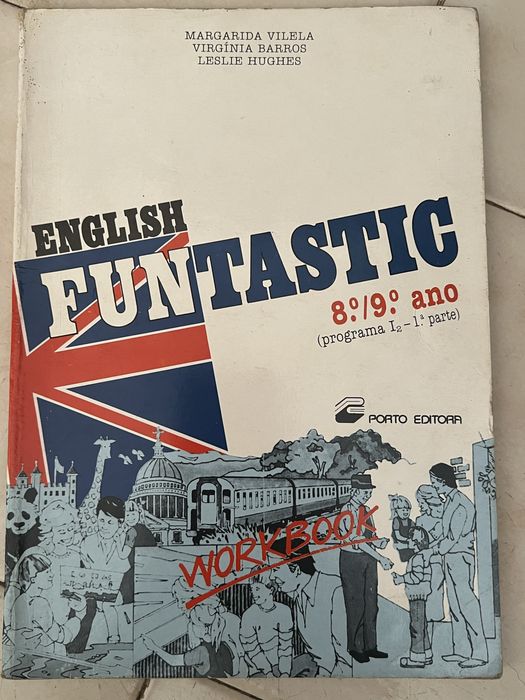 MARGARIDA VILELA
VIRGÍNIA BARROS
LESLIE HUGHES
ENGLISH
FUNTASTIC
8.º/9.º ano
(programa I2 - 1.ª parte)
PORTO EDITORA
WORKBOOK